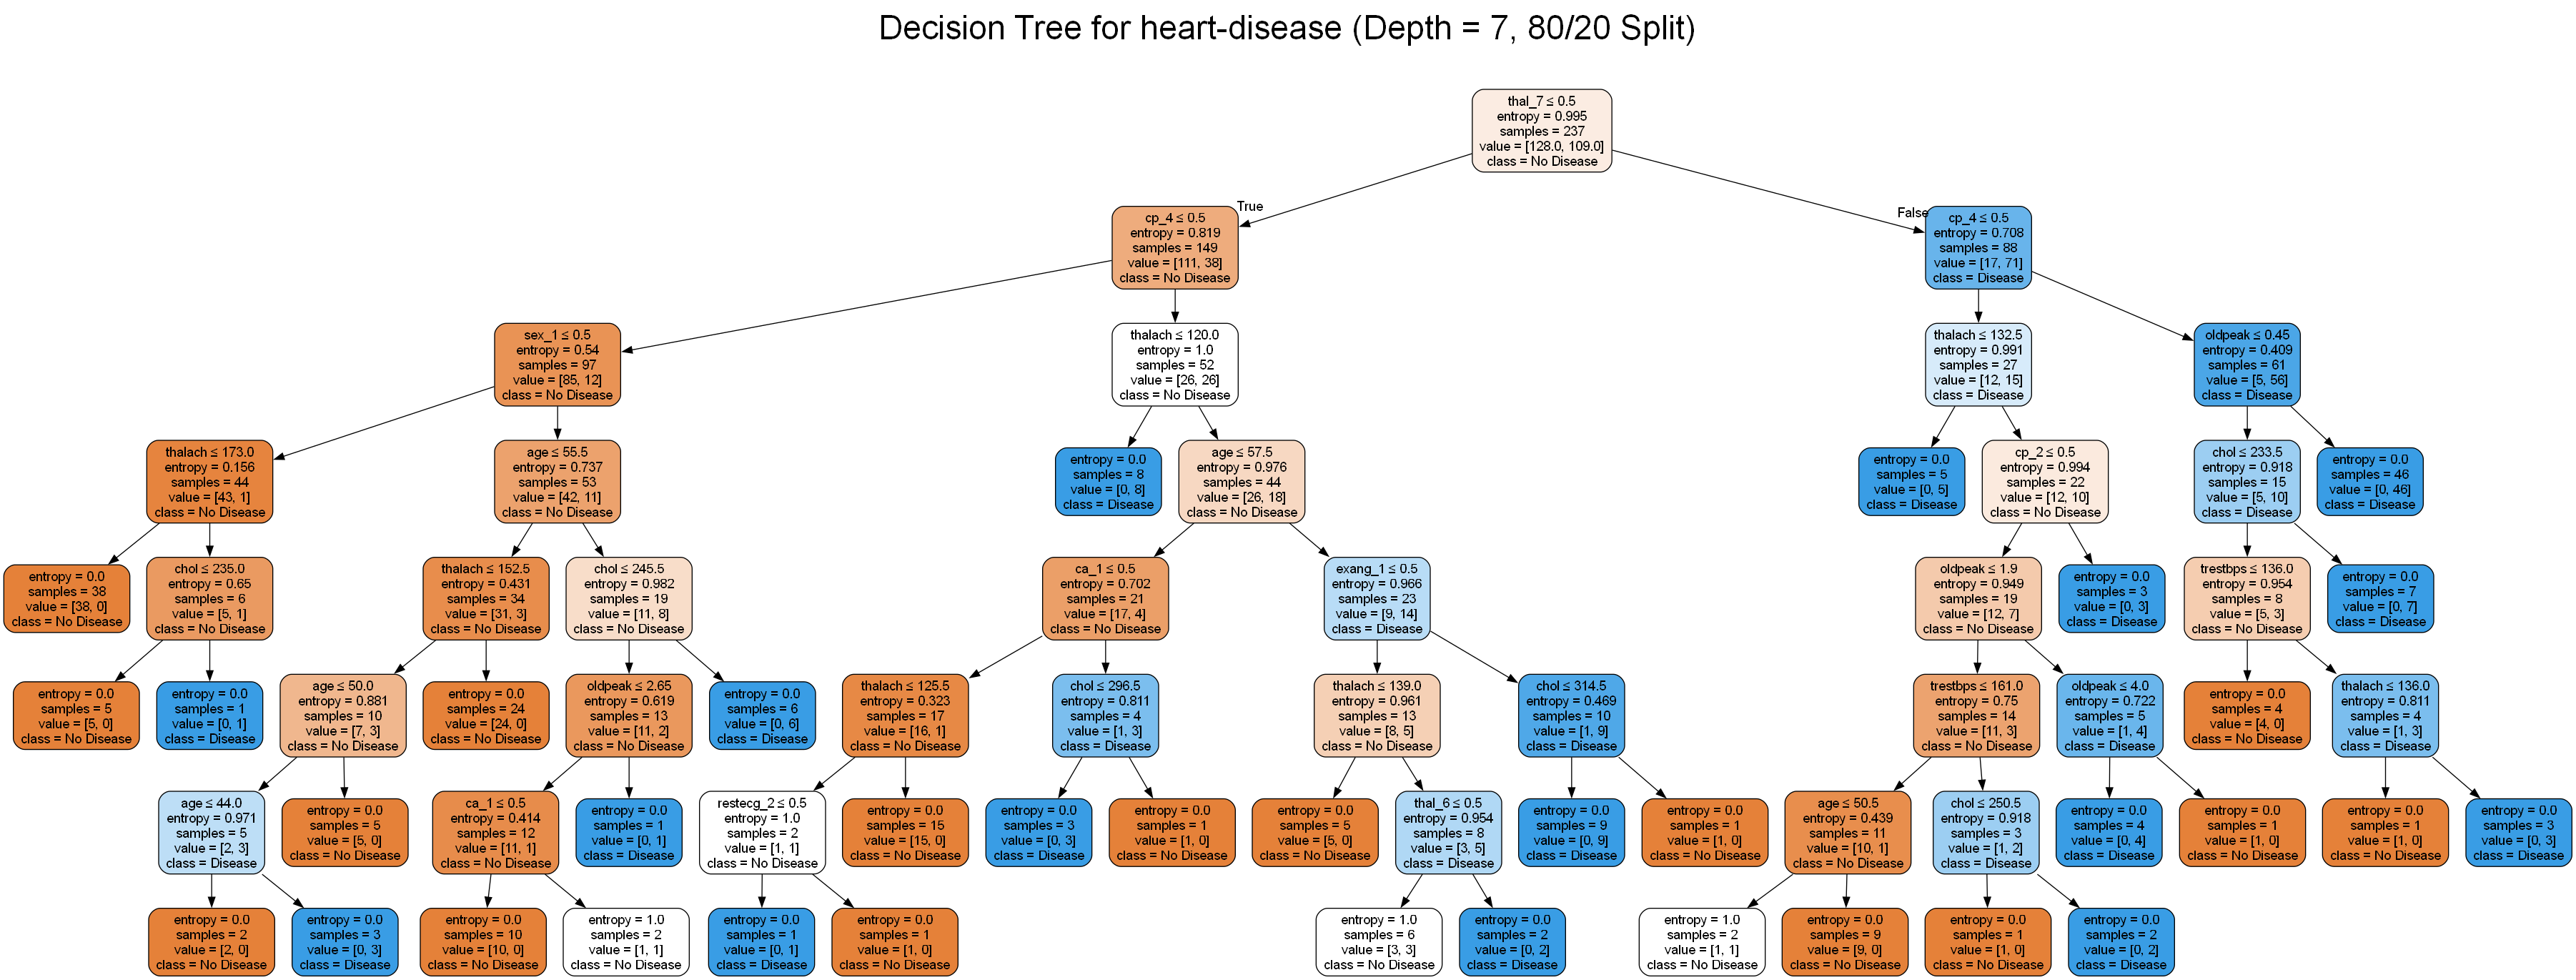 Decision Tree for heart-disease (Depth = 7, 80/20 Split)
thal_7 ≤ 0.5
entropy = 0.995
samples = 237
value = [128.0, 109.0]
class = No Disease
True
False
cp_4 ≤ 0.5
entropy = 0.819
samples = 149
value = [111, 38]
class = No Disease
cp_4 ≤ 0.5
entropy = 0.708
samples = 88
value = [17, 71]
class = Disease
sex_1 ≤ 0.5
entropy = 0.54
samples = 97
value = [85, 12]
class = No Disease
thalach ≤ 120.0
entropy = 1.0
samples = 52
value = [26, 26]
class = No Disease
thalach ≤ 132.5
entropy = 0.991
samples = 27
value = [12, 15]
class = Disease
oldpeak ≤ 0.45
entropy = 0.409
samples = 61
value = [5, 56]
class = Disease
thalach ≤ 173.0
entropy = 0.156
samples = 44
value = [43, 1]
class = No Disease
age ≤ 55.5
entropy = 0.737
samples = 53
value = [42, 11]
class = No Disease
entropy = 0.0
samples = 8
value = [0, 8]
class = Disease
age ≤ 57.5
entropy = 0.976
samples = 44
value = [26, 18]
class = No Disease
entropy = 0.0
samples = 5
value = [0, 5]
class = Disease
cp_2 ≤ 0.5
entropy = 0.994
samples = 22
value = [12, 10]
class = No Disease
chol ≤ 233.5
entropy = 0.918
samples = 15
value = [5, 10]
class = Disease
entropy = 0.0
samples = 46
value = [0, 46]
class = Disease
entropy = 0.0
samples = 38
value = [38, 0]
class = No Disease
chol ≤ 235.0
entropy = 0.65
samples = 6
value = [5, 1]
class = No Disease
thalach ≤ 152.5
entropy = 0.431
samples = 34
value = [31, 3]
class = No Disease
chol ≤ 245.5
entropy = 0.982
samples = 19
value = [11, 8]
class = No Disease
ca_1 ≤ 0.5
entropy = 0.702
samples = 21
value = [17, 4]
class = No Disease
exang_1 ≤ 0.5
entropy = 0.966
samples = 23
value = [9, 14]
class = Disease
oldpeak ≤ 1.9
entropy = 0.949
samples = 19
value = [12, 7]
class = No Disease
entropy = 0.0
samples = 3
value = [0, 3]
class = Disease
trestbps ≤ 136.0
entropy = 0.954
samples = 8
value = [5, 3]
class = No Disease
entropy = 0.0
samples = 7
value = [0, 7]
class = Disease
entropy = 0.0
samples = 5
value = [5, 0]
class = No Disease
entropy = 0.0
samples = 1
value = [0, 1]
class = Disease
age ≤ 50.0
entropy = 0.881
samples = 10
value = [7, 3]
class = No Disease
entropy = 0.0
samples = 24
value = [24, 0]
class = No Disease
oldpeak ≤ 2.65
entropy = 0.619
samples = 13
value = [11, 2]
class = No Disease
entropy = 0.0
samples = 6
value = [0, 6]
class = Disease
thalach ≤ 125.5
entropy = 0.323
samples = 17
value = [16, 1]
class = No Disease
chol ≤ 296.5
entropy = 0.811
samples = 4
value = [1, 3]
class = Disease
thalach ≤ 139.0
entropy = 0.961
samples = 13
value = [8, 5]
class = No Disease
chol ≤ 314.5
entropy = 0.469
samples = 10
value = [1, 9]
class = Disease
trestbps ≤ 161.0
entropy = 0.75
samples = 14
value = [11, 3]
class = No Disease
oldpeak ≤ 4.0
entropy = 0.722
samples = 5
value = [1, 4]
class = Disease
entropy = 0.0
samples = 4
value = [4, 0]
class = No Disease
thalach ≤ 136.0
entropy = 0.811
samples = 4
value = [1, 3]
class = Disease
age ≤ 44.0
entropy = 0.971
samples = 5
value = [2, 3]
class = Disease
entropy = 0.0
samples = 5
value = [5, 0]
class = No Disease
ca_1 ≤ 0.5
entropy = 0.414
samples = 12
value = [11, 1]
class = No Disease
entropy = 0.0
samples = 1
value = [0, 1]
class = Disease
restecg_2 ≤ 0.5
entropy = 1.0
samples = 2
value = [1, 1]
class = No Disease
entropy = 0.0
samples = 15
value = [15, 0]
class = No Disease
entropy = 0.0
samples = 3
value = [0, 3]
class = Disease
entropy = 0.0
samples = 1
value = [1, 0]
class = No Disease
entropy = 0.0
samples = 5
value = [5, 0]
class = No Disease
thal_6 ≤ 0.5
entropy = 0.954
samples = 8
value = [3, 5]
class = Disease
entropy = 0.0
samples = 9
value = [0, 9]
class = Disease
entropy = 0.0
samples = 1
value = [1, 0]
class = No Disease
age ≤ 50.5
entropy = 0.439
samples = 11
value = [10, 1]
class = No Disease
chol ≤ 250.5
entropy = 0.918
samples = 3
value = [1, 2]
class = Disease
entropy = 0.0
samples = 4
value = [0, 4]
class = Disease
entropy = 0.0
samples = 1
value = [1, 0]
class = No Disease
entropy = 0.0
samples = 1
value = [1, 0]
class = No Disease
entropy = 0.0
samples = 3
value = [0, 3]
class = Disease
entropy = 0.0
samples = 2
value = [2, 0]
class = No Disease
entropy = 0.0
samples = 3
value = [0, 3]
class = Disease
entropy = 0.0
samples = 10
value = [10, 0]
class = No Disease
entropy = 1.0
samples = 2
value = [1, 1]
class = No Disease
entropy = 0.0
samples = 1
value = [0, 1]
class = Disease
entropy = 0.0
samples = 1
value = [1, 0]
class = No Disease
entropy = 1.0
samples = 6
value = [3, 3]
class = No Disease
entropy = 0.0
samples = 2
value = [0, 2]
class = Disease
entropy = 1.0
samples = 2
value = [1, 1]
class = No Disease
entropy = 0.0
samples = 9
value = [9, 0]
class = No Disease
entropy = 0.0
samples = 1
value = [1, 0]
class = No Disease
entropy = 0.0
samples = 2
value = [0, 2]
class = Disease